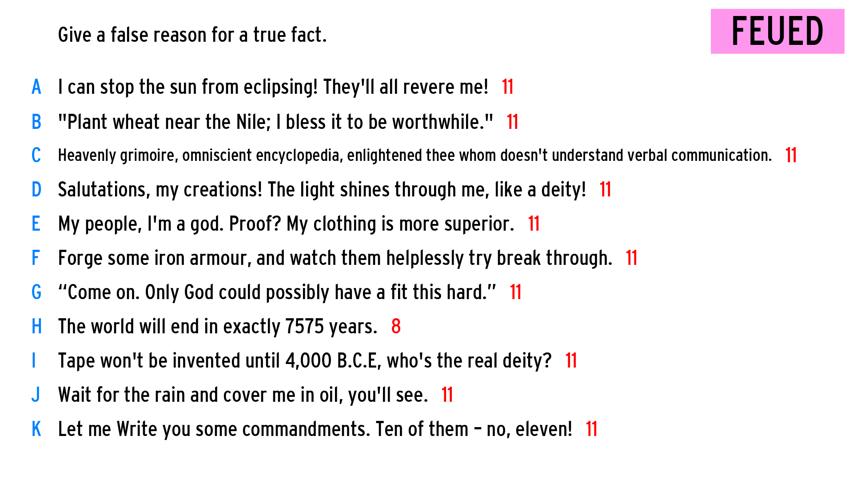 Give a false reason for a true fact.
FEUED
A I can stop the sun from eclipsing! They'll all revere me! 11
B "Plant wheat near the Nile; I bless it to be worthwhile." 11
C Heavenly grimoire, omniscient encyclopedia, enlightened thee whom doesn't understand verbal communication. 11
D Salutations, my creations! The light shines through me, like a deity! 11
E My people, I'm a god. Proof? My clothing is more superior. 11
F Forge some iron armour, and watch them helplessly try break through. 11
G “Come on. Only God could possibly have a fit this hard.” 11
H The world will end in exactly 7575 years. 8
I Tape won't be invented until 4,000 B.C.E, who's the real deity? 11
J Wait for the rain and cover me in oil, you'll see. 11
K Let me Write you some commandments. Ten of them – no, eleven! 11